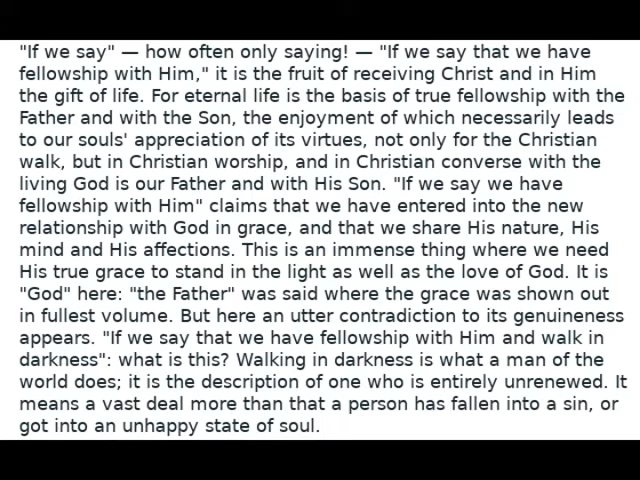 "If we say" — how often only saying! — "If we say that we have
fellowship with Him," it is the fruit of receiving Christ and in Him
the gift of life. For eternal life is the basis of true fellowship with the
Father and with the Son, the enjoyment of which necessarily leads
to our souls' appreciation of its virtues, not only for the Christian
walk, but in Christian worship, and in Christian converse with the
living God is our Father and with His Son. "If we say we have
fellowship with Him" claims that we have entered into the new
relationship with God in grace, and that we share His nature, His
mind and His affections. This is an immense thing where we need
His true grace to stand in the light as well as the love of God. It is
"God" here: "the Father" was said where the grace was shown out
in fullest volume. But here an utter contradiction to its genuineness
appears. "If we say that we have fellowship with Him and walk in
darkness": what is this? Walking in darkness is what a man of the
world does; it is the description of one who is entirely unrenewed. It
means a vast deal more than that a person has fallen into a sin, or
got into an unhappy state of soul.